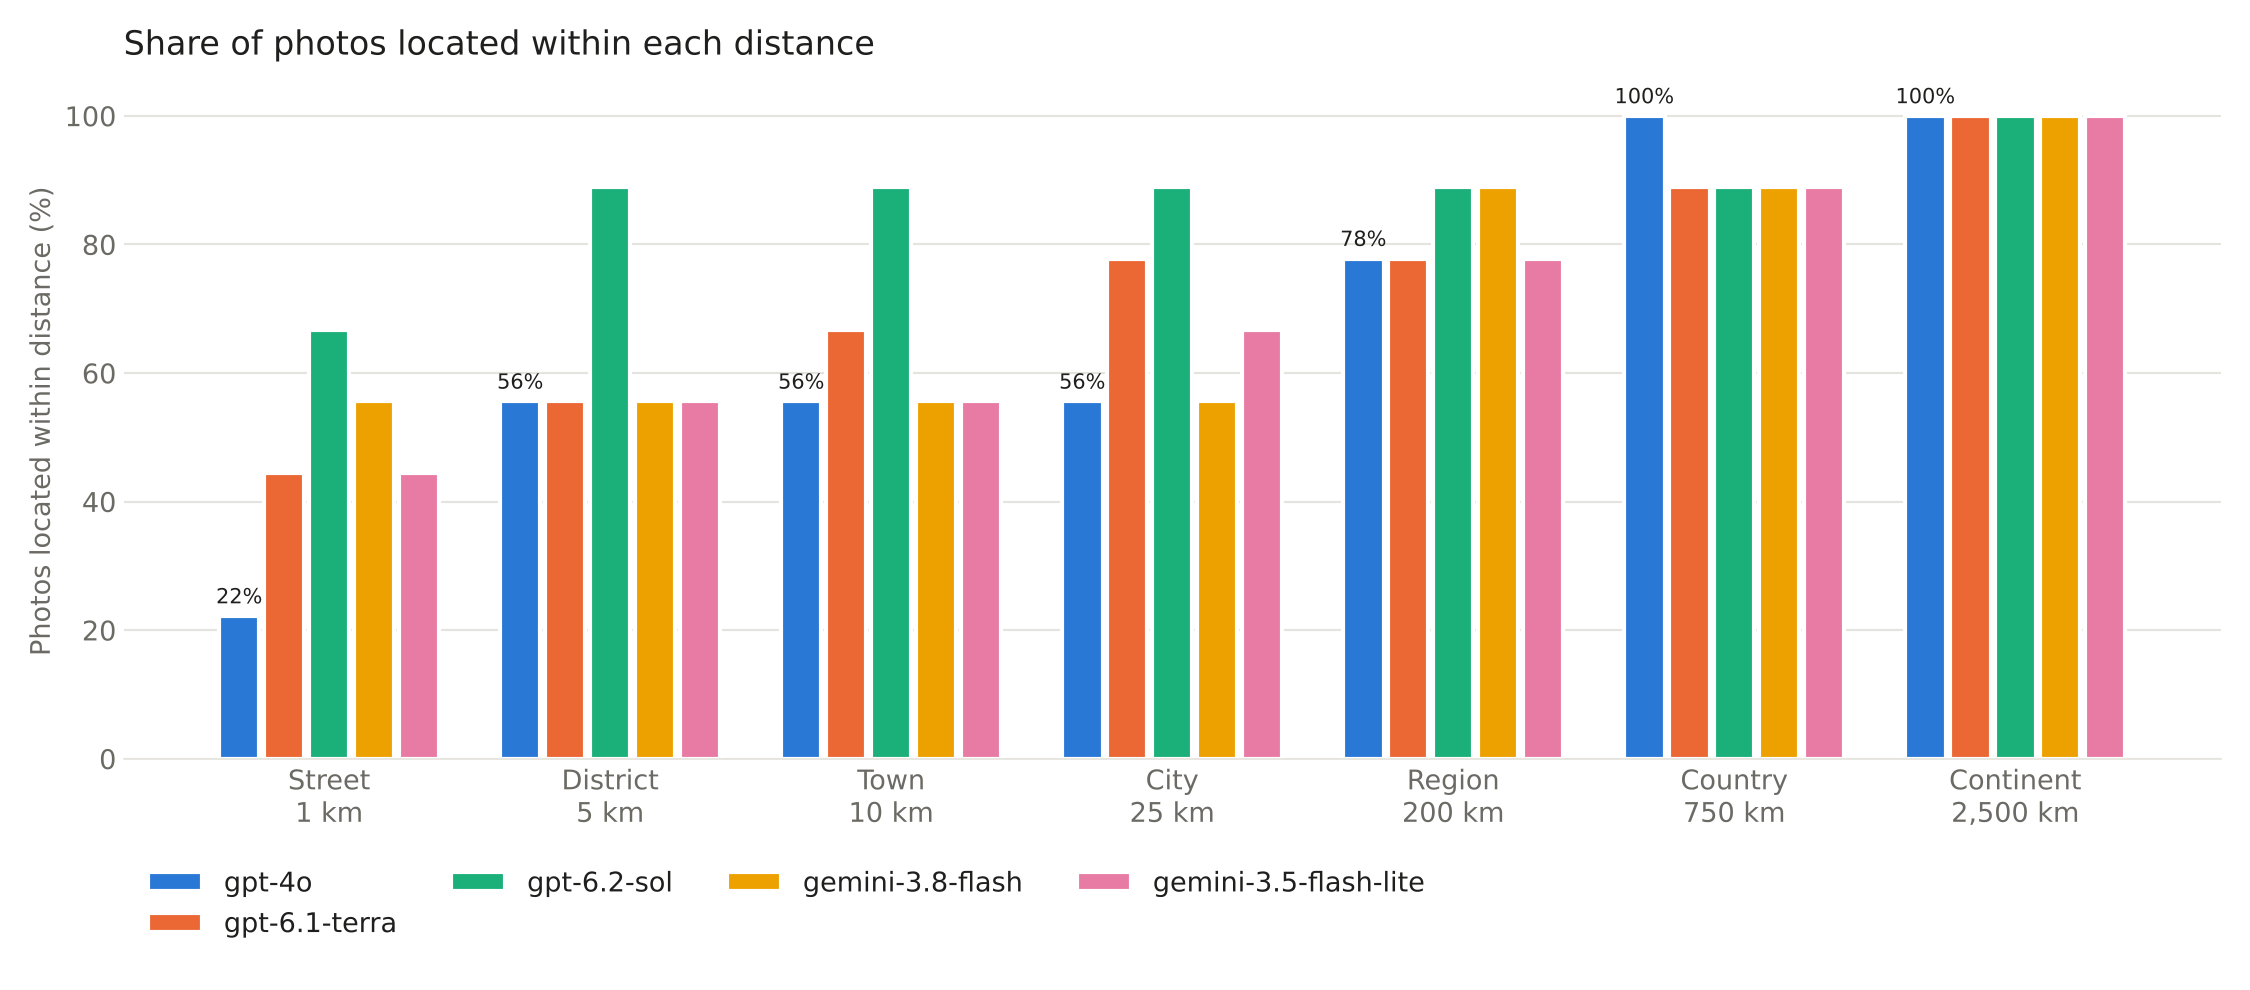 Share of photos located within each distance
Photos located within distance (%)
100
80
60
40
20
0
22%
56%
56%
56%
78%
100%
100%
Street
1 km
District
5 km
Town
10 km
City
25 km
Region
200 km
Country
750 km
Continent
2,500 km
gpt-4o
gpt-6.1-terra
gpt-6.2-sol
gemini-3.8-flash
gemini-3.5-flash-lite